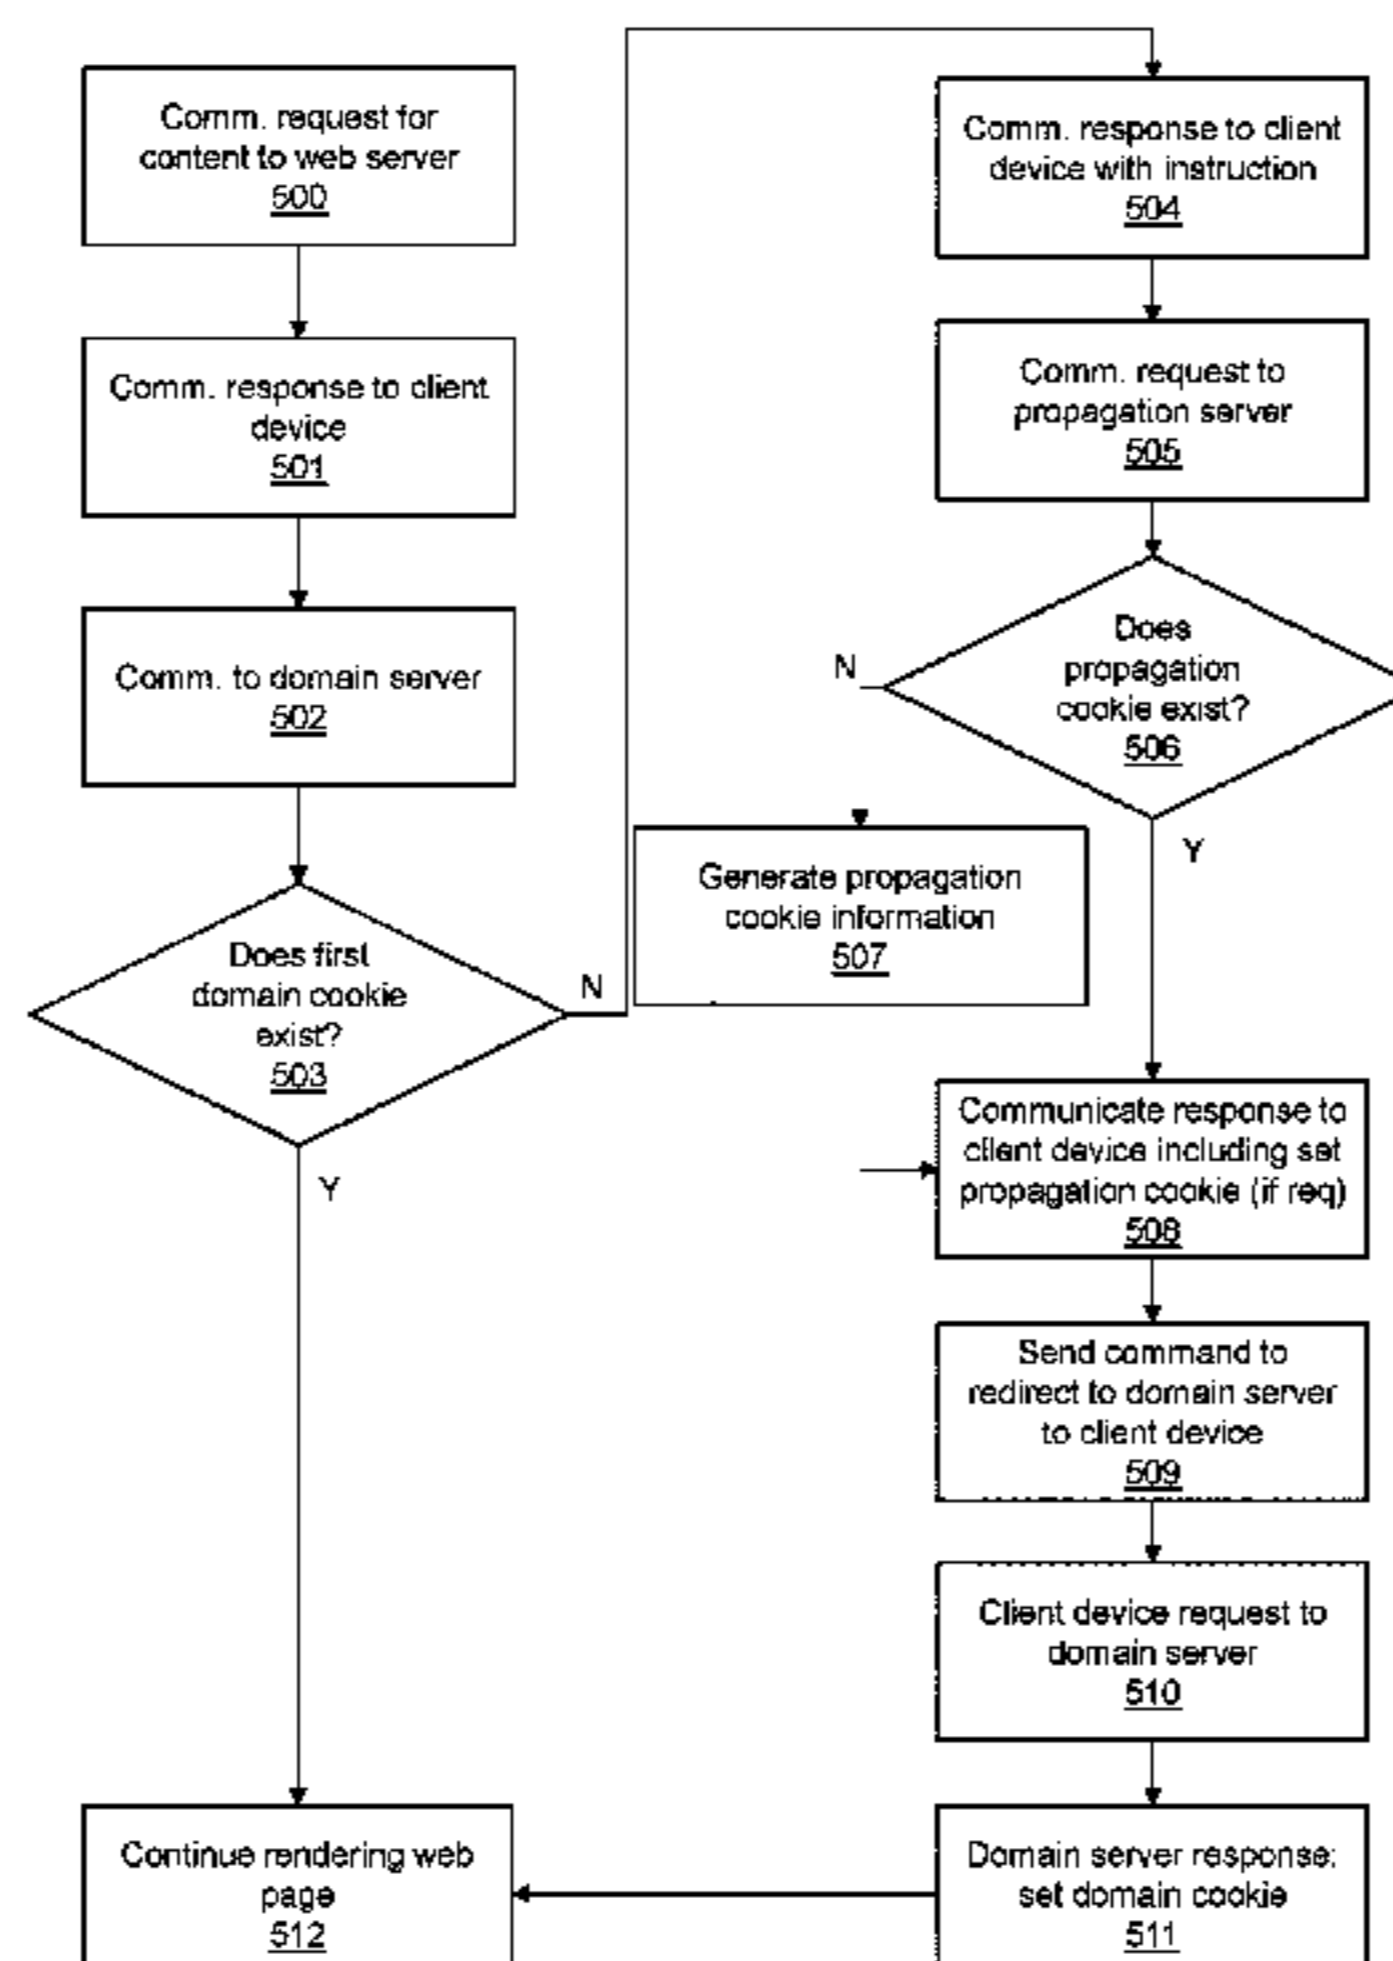 Comm. request for
content to web server
500
Comm. response to client
device
501
Comm. to domain server
502
Does first
domain cookie
exist?
503
N
Y
Comm. response to client
device with instruction
504
Comm. request to
propagation server
505
Does
propagation
cookie exist?
506
N
Y
Generate propagation
cookie information
507
Communicate response to
client device including set
propagation cookie (if req)
508
Send command to
redirect to domain server
to client device
509
Client device request to
domain server
510
Domain server response:
set domain cookie
511
Continue rendering web
page
512